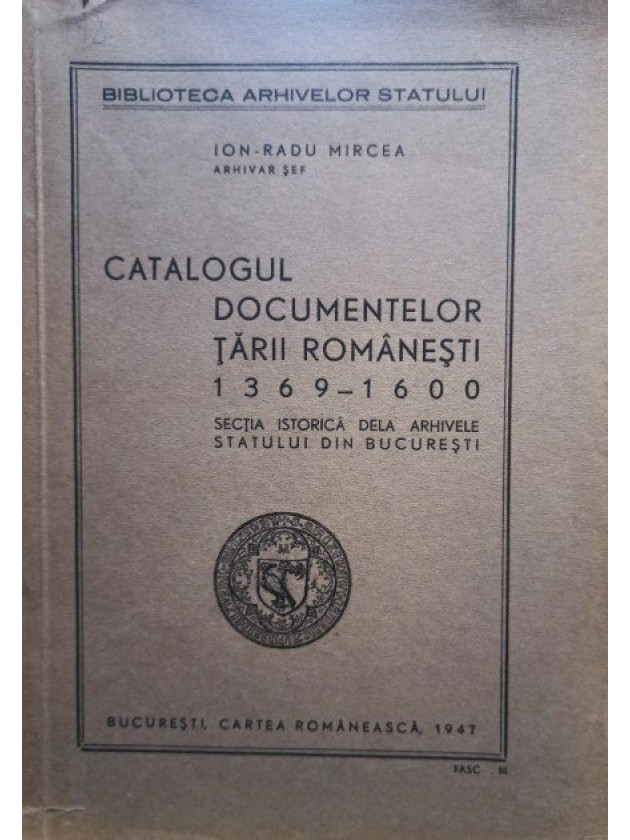 BIBLIOTECA ARHIVELOR STATULUI
ION-RADU MIRCEA
ARHIVAR ŞEF
CATALOGUL
DOCUMENTELOR
ŢĂRII ROMÂNEŞTI
1369-1600
SECŢIA ISTORICĂ DELA ARHIVELE
STATULUI DIN BUCUREŞTI
BUCUREŞTI, CARTEA ROMÂNEASCĂ, 1947
FASC. III